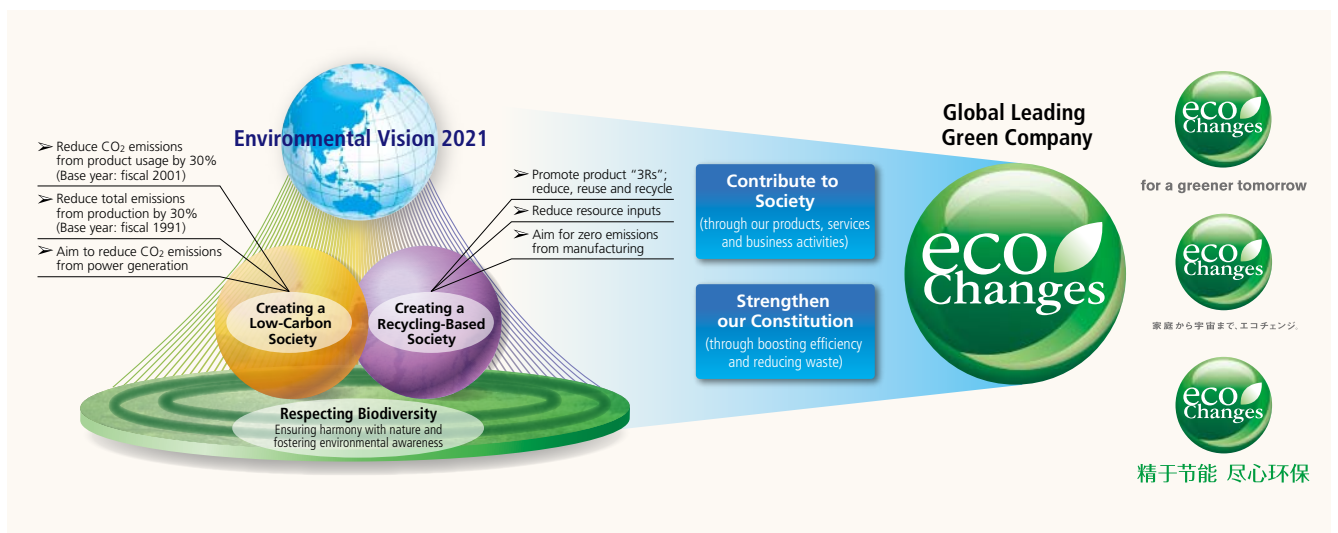 Environmental Vision 2021
➢ Reduce CO₂ emissions
from product usage by 30%
(Base year: fiscal 2001)
➢ Reduce total emissions
from production by 30%
(Base year: fiscal 1991)
➢ Aim to reduce CO₂ emissions
from power generation
➢ Promote product “3Rs”;
reduce, reuse and recycle
➢ Reduce resource inputs
➢ Aim for zero emissions
from manufacturing
Creating a
Low-Carbon
Society
Creating a
Recycling-Based
Society
Respecting Biodiversity
Ensuring harmony with nature and
fostering environmental awareness
Contribute to
Society
(through our products, services
and business activities)
Strengthen
our Constitution
(through boosting efficiency
and reducing waste)
Global Leading
Green Company
eco
Changes
eco
Changes
for a greener tomorrow
eco
Changes
家庭から宇宙まで、エコチェンジ。
eco
Changes
精于节能 尽心环保